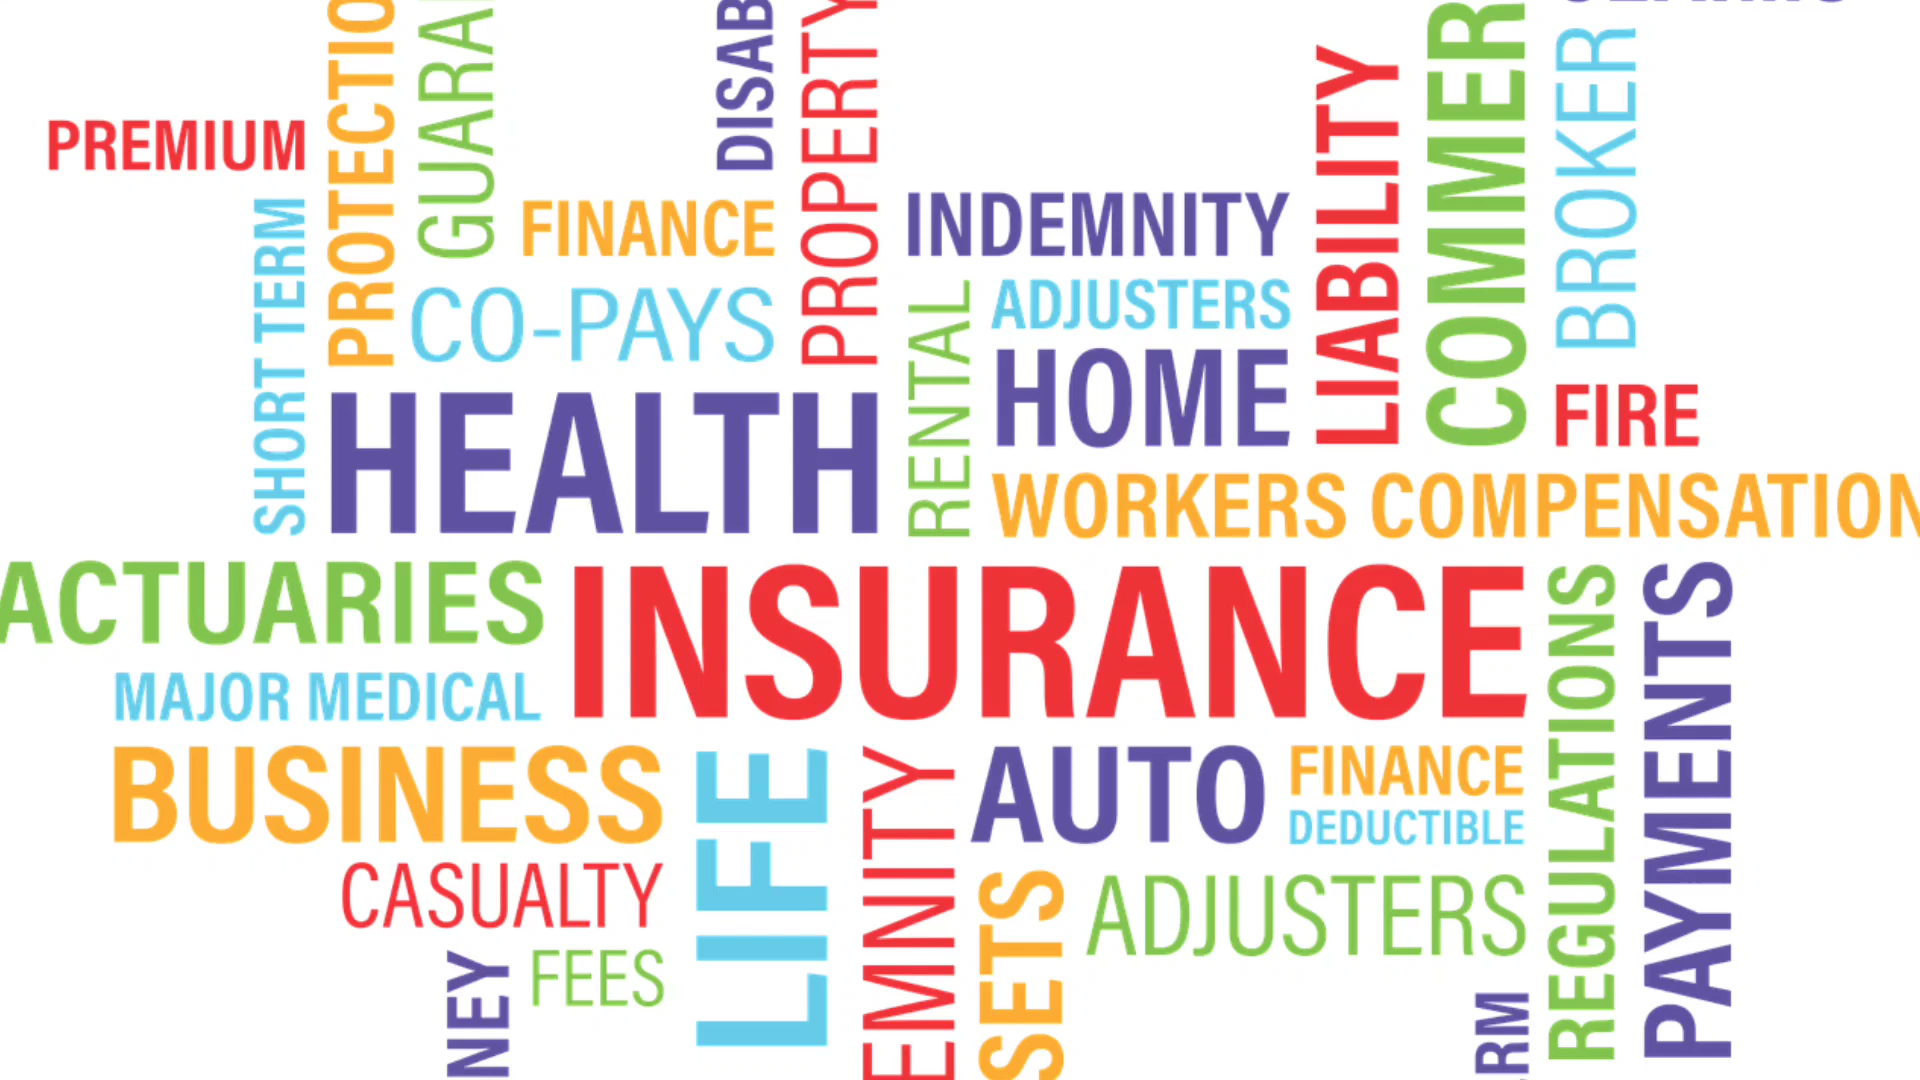 PREMIUM
SHORT TERM
PROTECTIO
GUARA
FINANCE
CO-PAYS
DISAB
PROPERTY
INDEMNITY
ADJUSTERS
RENTAL
HOME
LIABILITY
COMMER
BROKER
FIRE
HEALTH
WORKERS COMPENSATION
ACTUARIES
INSURANCE
MAJOR MEDICAL
BUSINESS
CASUALTY
FEES
NEY
LIFE
EMNITY
AUTO
FINANCE
DEDUCTIBLE
SETS
ADJUSTERS
RM
REGULATIONS
PAYMENTS